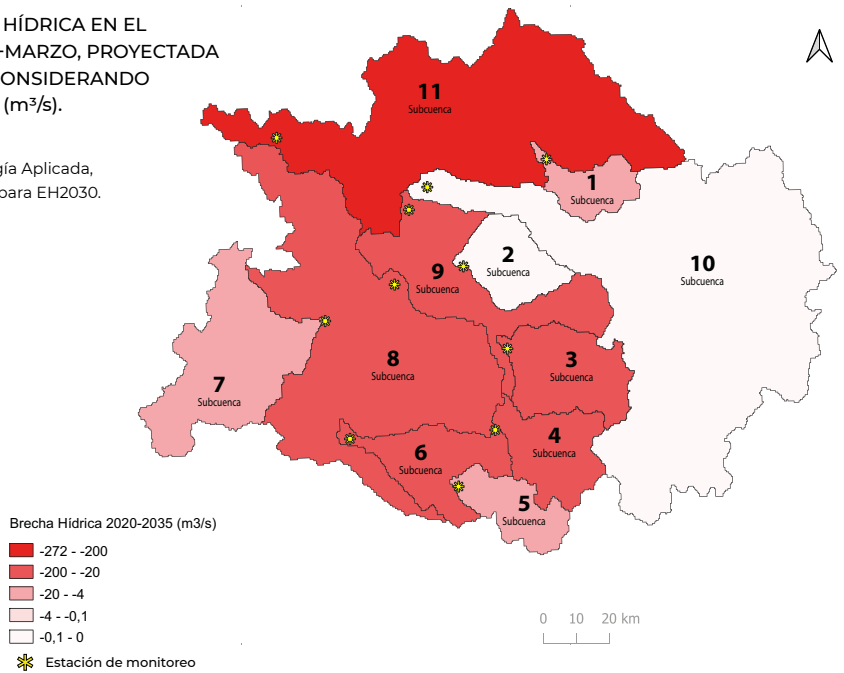 HÍDRICA EN EL
-MARZO, PROYECTADA
ONSIDERANDO
(m³/s).
gía Aplicada,
para EH2030.
11
Subcuenca
1
Subcuenca
2
Subcuenca
10
Subcuenca
9
Subcuenca
8
Subcuenca
3
Subcuenca
7
Subcuenca
4
Subcuenca
6
Subcuenca
5
Subcuenca
Brecha Hídrica 2020-2035 (m3/s)
-272 - -200
-200 - -20
-20 - -4
-4 - -0,1
-0,1 - 0
Estación de monitoreo
0 10 20 km